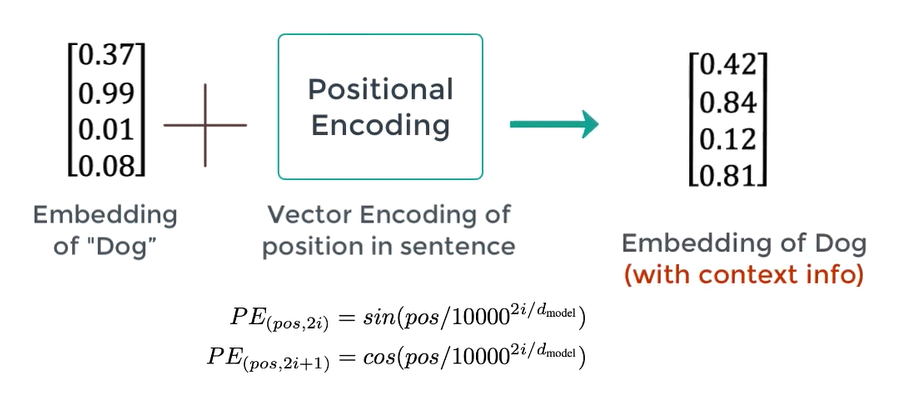 [0.37]
0.99
0.01
[0.08]
Embedding
of "Dog”
Positional
Encoding
Vector Encoding of
position in sentence
[0.42]
0.84
0.12
[0.81]
Embedding of Dog
(with context info)
PE(pos,2i) = sin(pos/10000^2i/d_model)
PE(pos,2i+1) = cos(pos/10000^2i/d_model)